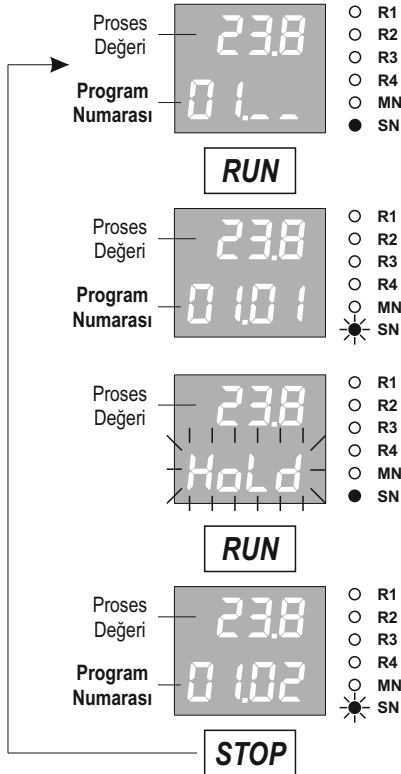 Proses
Değeri
23.8
Program
Numarası
01._ _
R1
R2
R3
R4
MN
SN
RUN
Proses
Değeri
23.8
Program
Numarası
01.01
R1
R2
R3
R4
MN
SN
Proses
Değeri
23.8
HoLd
R1
R2
R3
R4
MN
SN
RUN
Proses
Değeri
23.8
Program
Numarası
01.02
R1
R2
R3
R4
MN
SN
STOP